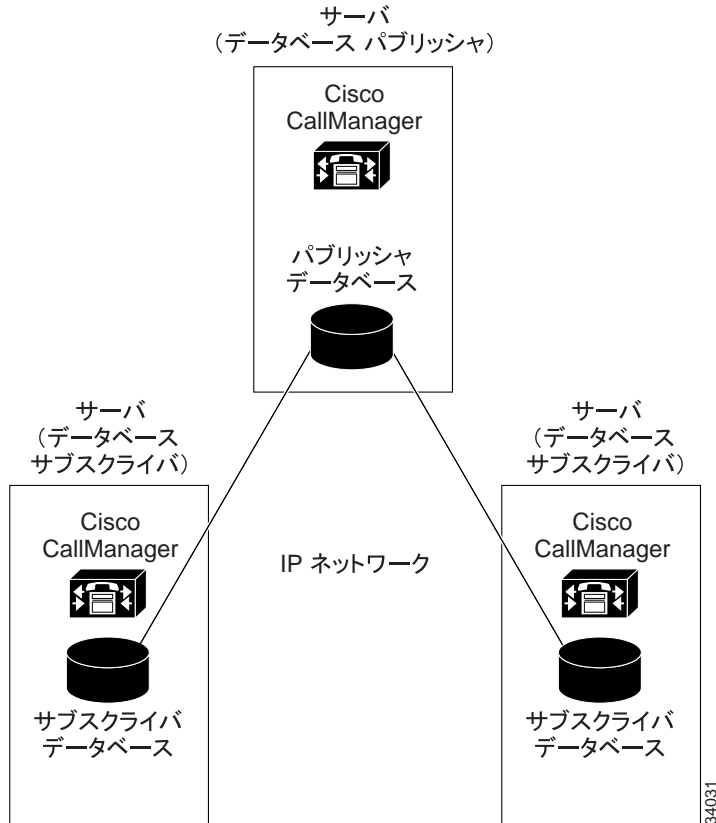 サーバ
（データベース パブリッシャ）
Cisco
CallManager
パブリッシャ
データベース
サーバ
（データベース
サブスクライバ）
Cisco
CallManager
サブスクライバ
データベース
IP ネットワーク
サーバ
（データベース
サブスクライバ）
Cisco
CallManager
サブスクライバ
データベース
34031